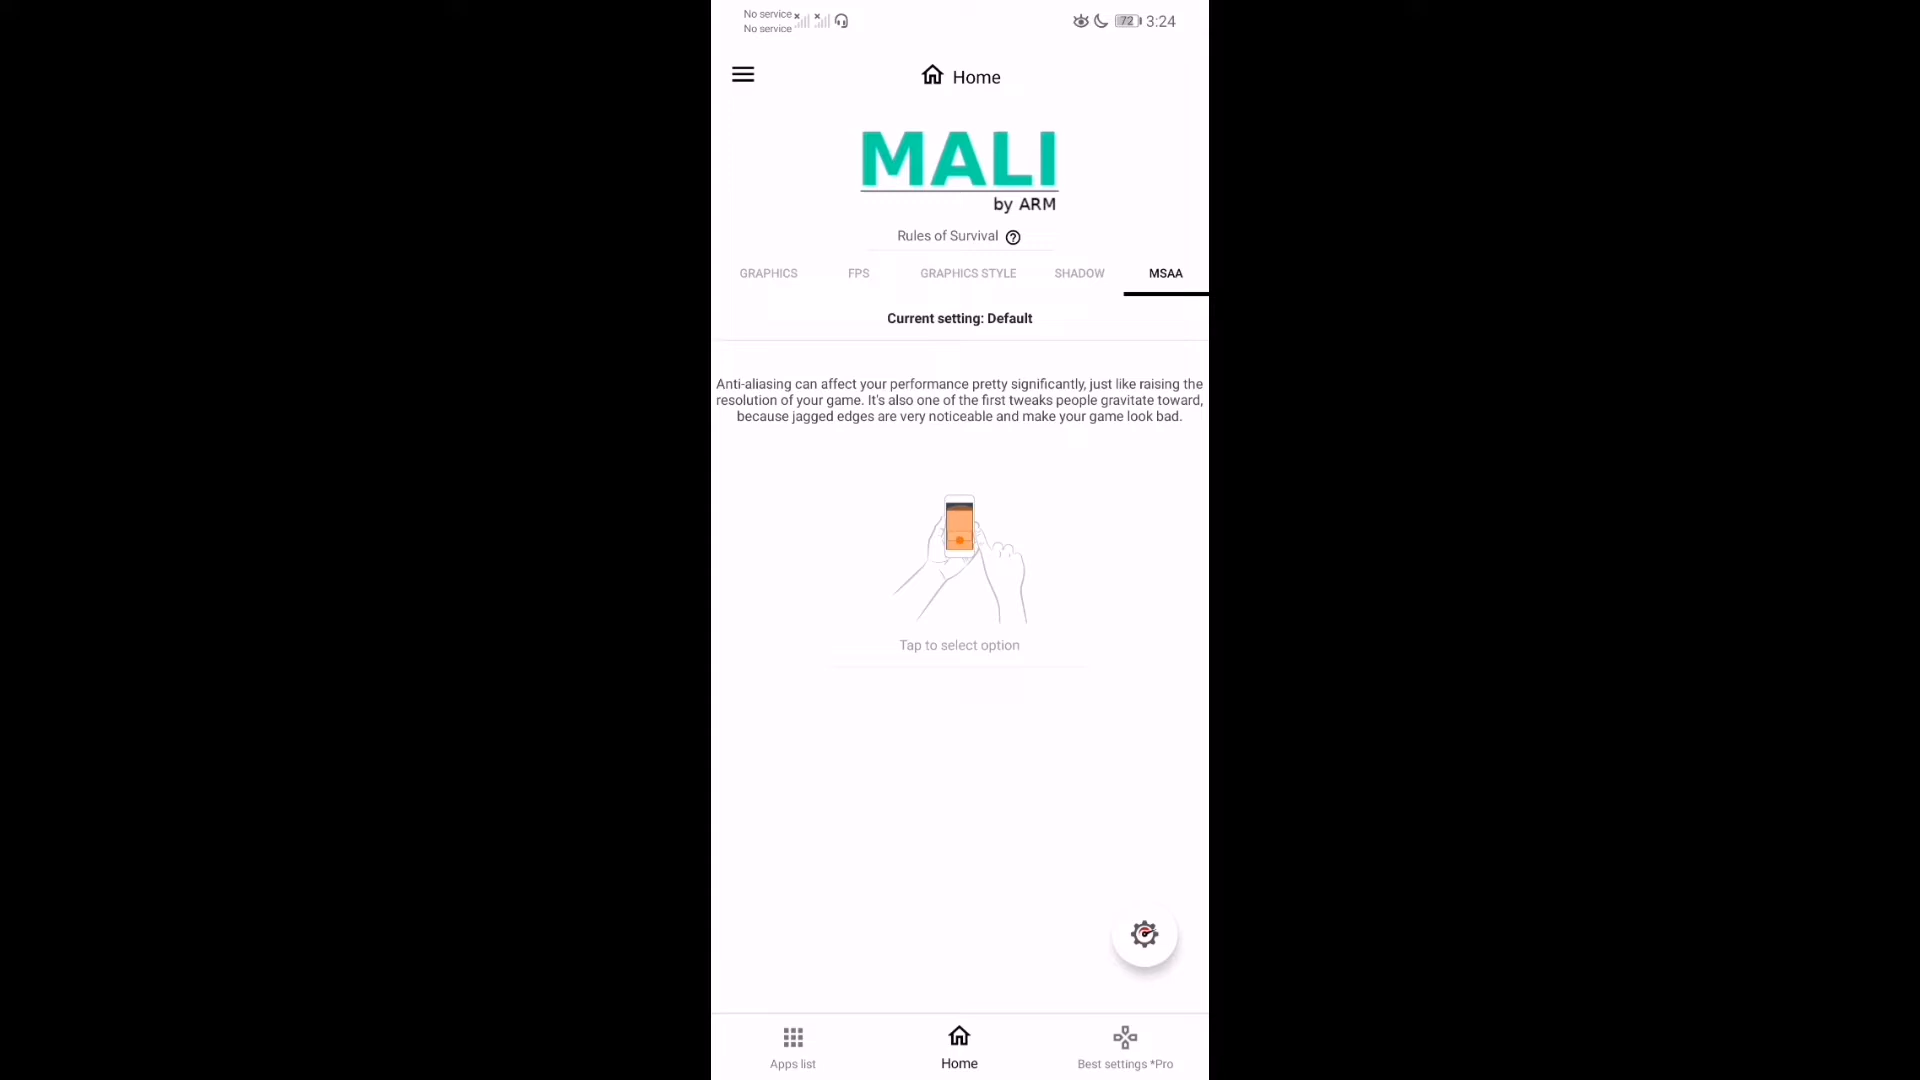 No service
No service
72 3:24
Home
MALI
by ARM
Rules of Survival
GRAPHICS FPS GRAPHICS STYLE SHADOW MSAA
Current setting: Default
Anti-aliasing can affect your performance pretty significantly, just like raising the
resolution of your game. It's also one of the first tweaks people gravitate toward,
because jagged edges are very noticeable and make your game look bad.
Tap to select option
Apps list Home Best settings *Pro